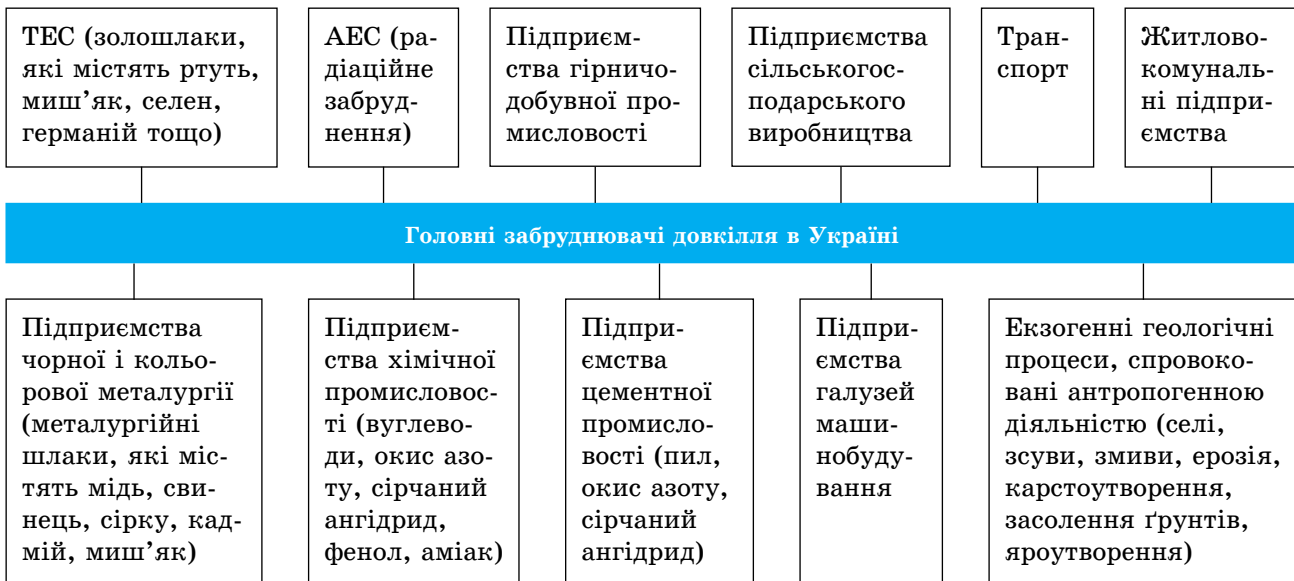 ТЕС (золошлаки,
які містять ртуть,
миш’як, селен,
германій тощо)
АЕС (ра-
діаційне
забруд-
нення)
Підприєм-
ства гірничо-
добувної про-
мисловості
Підприємства
сільськогос-
подарського
виробництва
Тран-
спорт
Житлово-
комуналь-
ні підпри-
ємства
Головні забруднювачі довкілля в Україні
Підприємства
чорної і кольо-
рової металургії
(металургійні
шлаки, які міс-
тять мідь, сви-
нець, сірку, кад-
мій, миш’як)
Підприєм-
ства хімічної
промисловос-
ті (вуглево-
ди, окис азо-
ту, сірчаний
ангідрид,
фенол, аміак)
Підпри-
ємства
цементної
промисло-
вості (пил,
окис азоту,
сірчаний
ангідрид)
Підпри-
ємства
галузей
маши-
нобуду-
вання
Екзогенні геологічні
процеси, спровоко-
вані антропогенною
діяльністю (селі,
зсуви, змиви, ерозія,
карстоутворення,
засолення ґрунтів,
яроутворення)